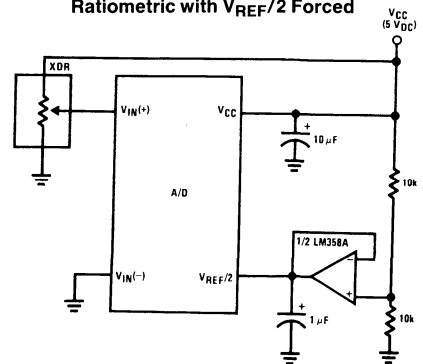 Ratiometric with VREF/2 Forced
VCC
(5 VDC)
XDR
VIN(+)
VCC
+
10 µF
10k
A/D
1/2 LM358A
VIN(−)
VREF/2
−
+
+
1 µF
10k